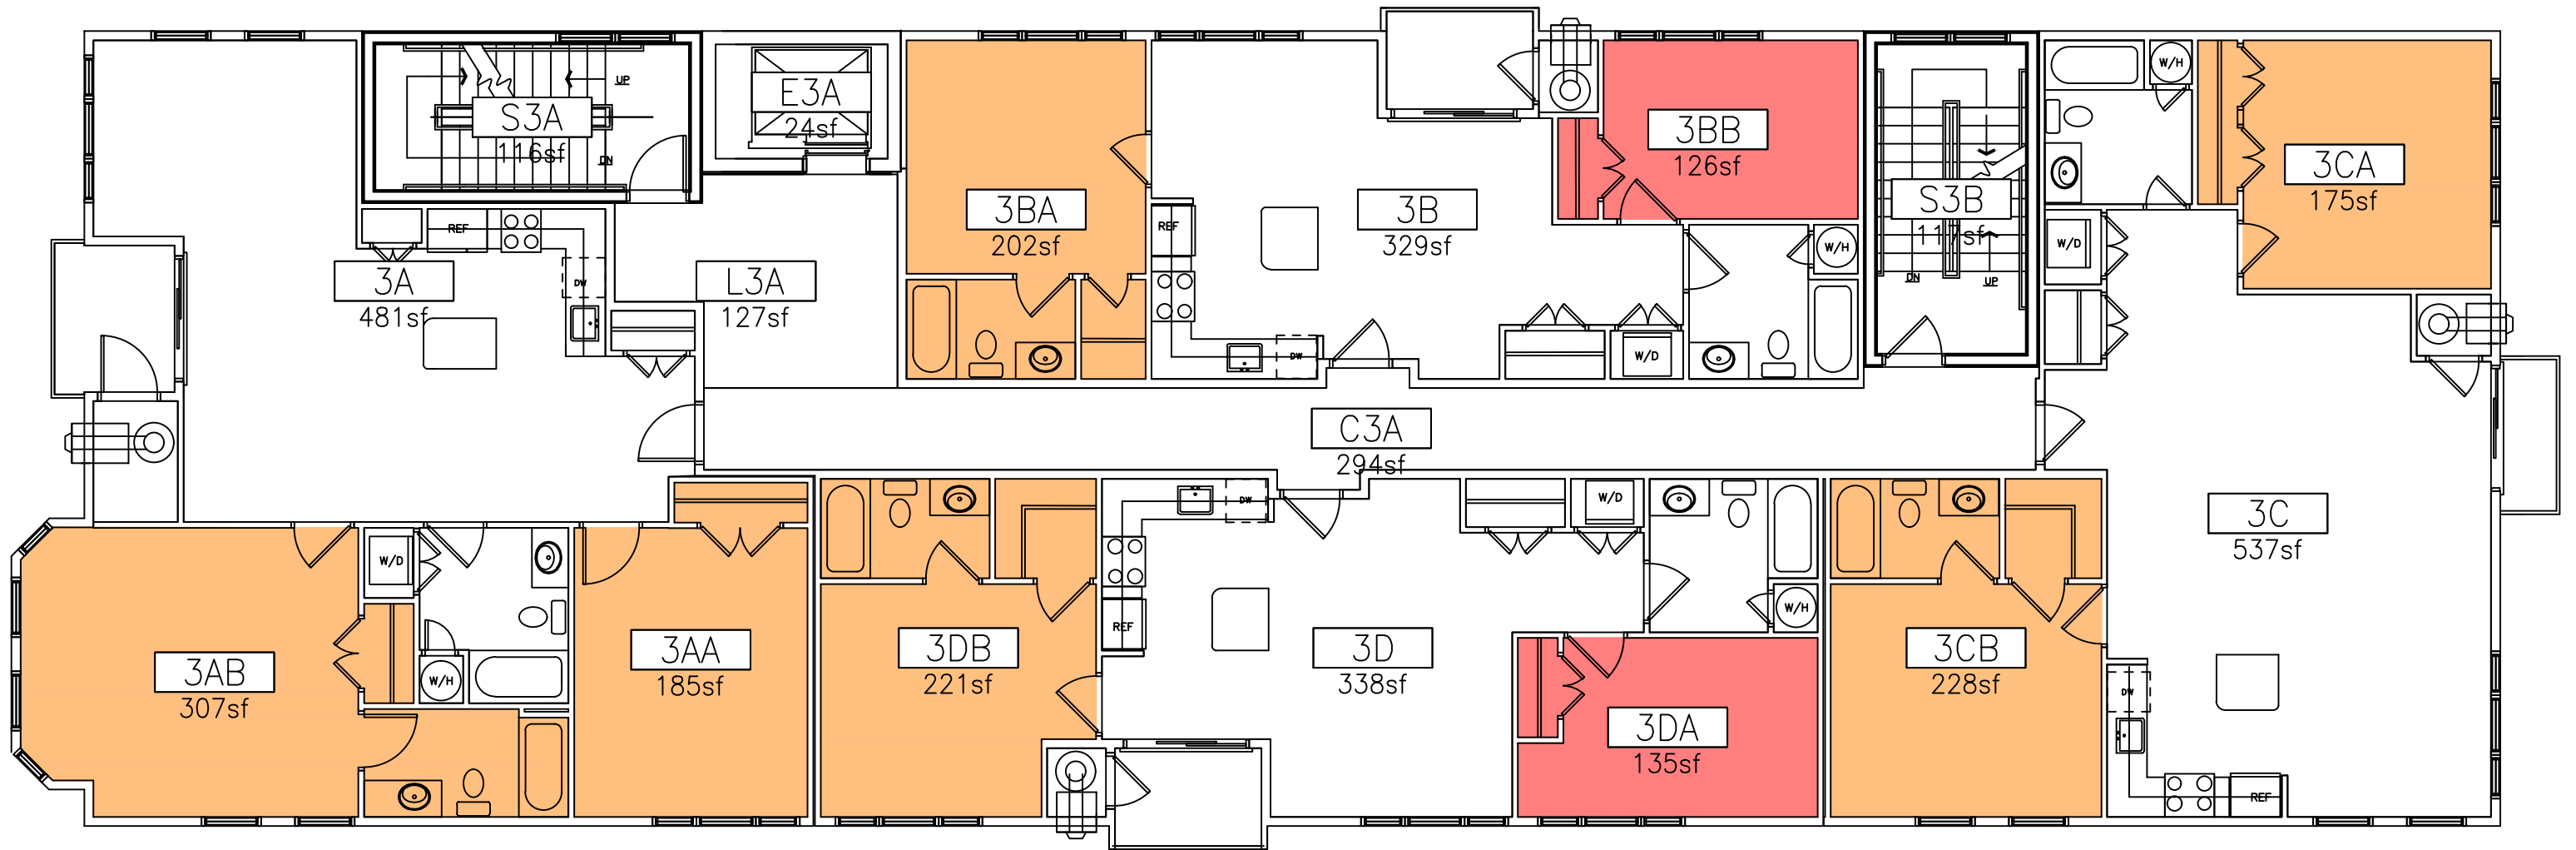 S3A
116sf
UP
DN
E3A
24sf
3BA
202sf
3B
329sf
REF
DW
W/D
3BB
126sf
W/H
S3B
117sf
DN
UP
W/H
3CA
175sf
W/D
3A
481sf
REF
DW
L3A
127sf
C3A
294sf
3AB
307sf
W/D
W/H
3AA
185sf
3DB
221sf
REF
DW
3D
338sf
W/D
W/H
3DA
135sf
3CB
228sf
3C
537sf
DW
REF